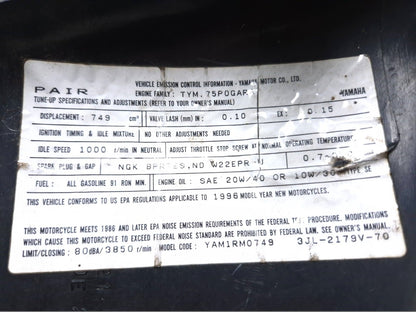 VEHICLE EMISSION CONTROL INFORMATION - YAMAHA MOTOR CO., LTD.
PAIR ENGINE FAMILY: TYM.75P0GAR YAMAHA
TUNE-UP SPECIFICATIONS AND ADJUSTMENTS (REFER TO YOUR OWNER'S MANUAL)
DISPLACEMENT: 749 cm³ VALVE LASH (mm) IN: 0.10 EX: 0.15
IGNITION TIMING & IDLE MIXTURE NO OTHER ADJUSTMENTS NEEDED
IDLE SPEED 1000 r/min IN NEUTRAL ADJUST THROTTLE STOP SCREW AT NORMAL OPERATING TEMPERATURE
SPARK PLUG & GAP NGK W22EPR-U 0.7
FUEL: ALL GASOLINE 91 RON MIN. ENGINE OIL: SAE 20W/40 OR 10W/30 SE
THIS VEHICLE CONFORMS TO US EPA REGULATIONS APPLICABLE TO 1996 MODEL YEAR NEW MOTORCYCLES.
THIS MOTORCYCLE MEETS 1986 AND LATER EPA NOISE EMISSION REQUIREMENTS OF THE FEDERAL TEST PROCEDURE. MODIFICATIONS
WHICH CAUSE THIS MOTORCYCLE TO EXCEED FEDERAL NOISE STANDARD ARE PROHIBITED BY FEDERAL LAW. SEE OWNER'S MANUAL.
LIMIT/CLOSING: 80 dBA/3850 r/min MODEL CODE: YAM1RM0749 3JL-2179V-70